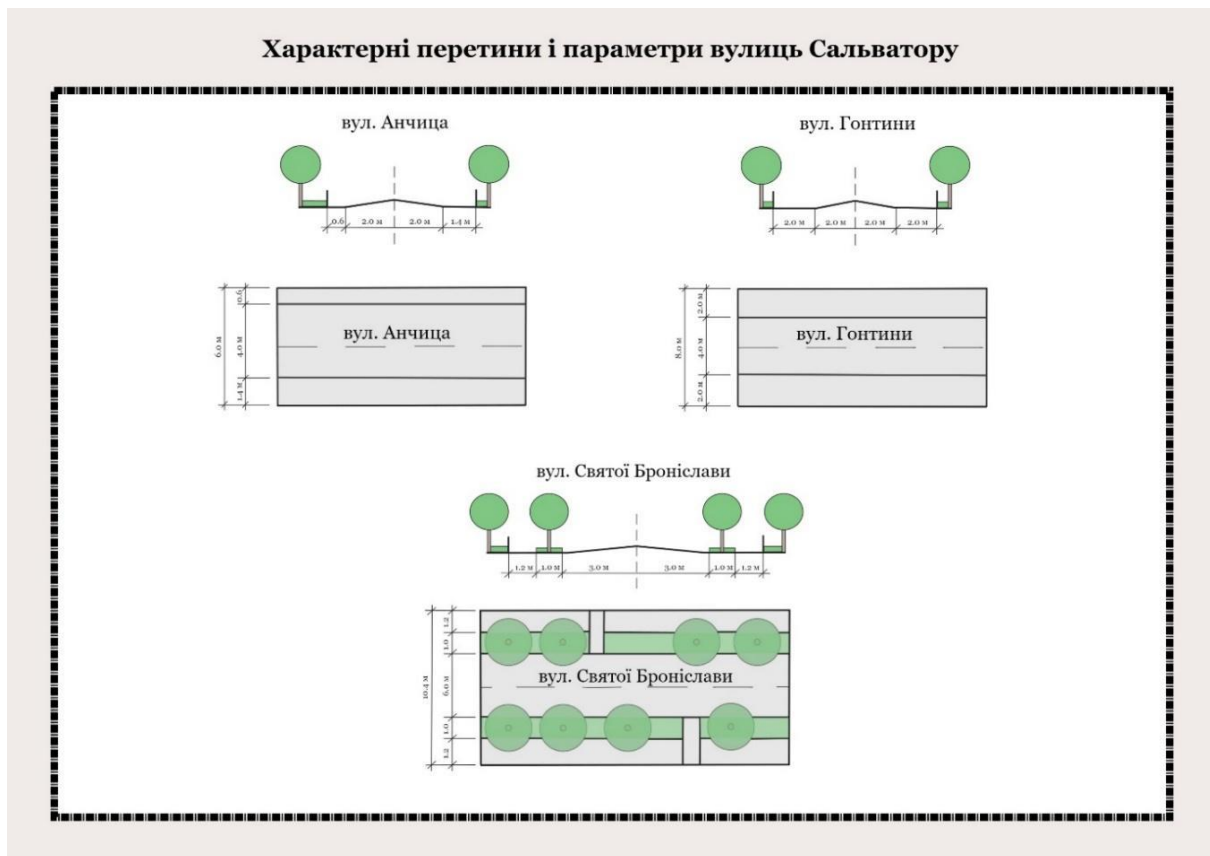 Характерні перетини і параметри вулиць Сальватору
вул. Анчица
0.6 2.0 м 2.0 м 1.4 м
вул. Гонтини
2.0 м 2.0 м 2.0 м 2.0 м
6.0 м
0.6
4.0 м
1.4 м
вул. Анчица
8.0 м
2.0 м
4.0 м
2.0 м
вул. Гонтини
вул. Святої Броніслави
1.2 м 1.0 м 3.0 м 3.0 м 1.0 м 1.2 м
10.4 м
1.2
1.0
6.0 м
1.0
1.2
вул. Святої Броніслави